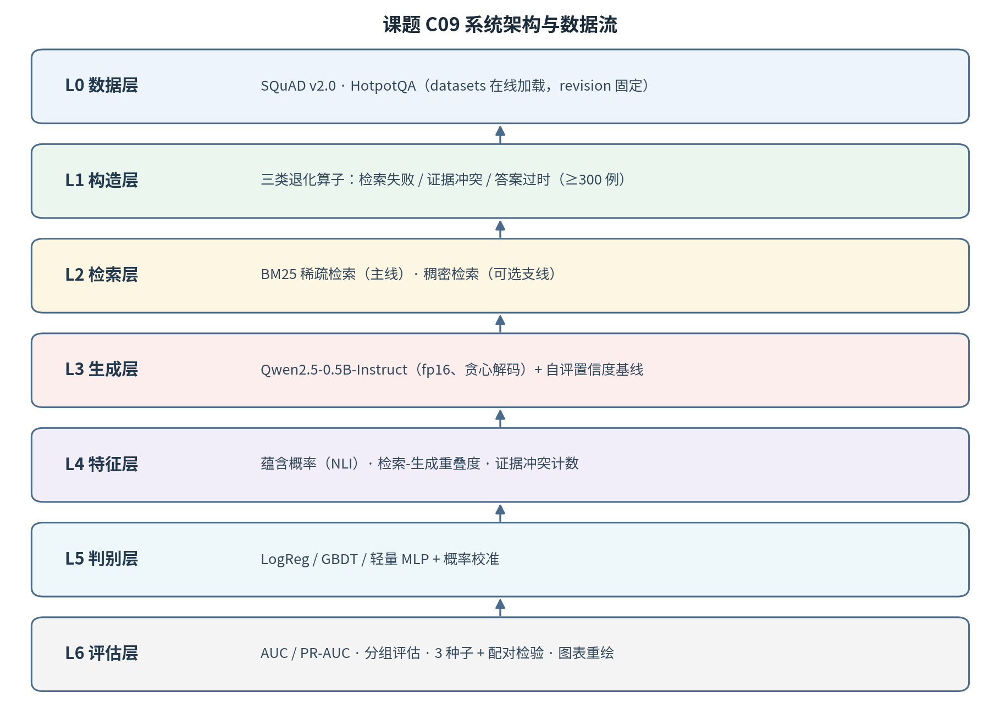 课题 C09 系统架构与数据流
L0 数据层
SQuAD v2.0 · HotpotQA（datasets 在线加载，revision 固定）
L1 构造层
三类退化算子：检索失败 / 证据冲突 / 答案过时（≥300 例）
L2 检索层
BM25 稀疏检索（主线）· 稠密检索（可选支线）
L3 生成层
Qwen2.5-0.5B-Instruct（fp16、贪心解码）+ 自评置信度基线
L4 特征层
蕴含概率（NLI）· 检索-生成重叠度 · 证据冲突计数
L5 判别层
LogReg / GBDT / 轻量 MLP + 概率校准
L6 评估层
AUC / PR-AUC · 分组评估 · 3 种子 + 配对检验 · 图表重绘